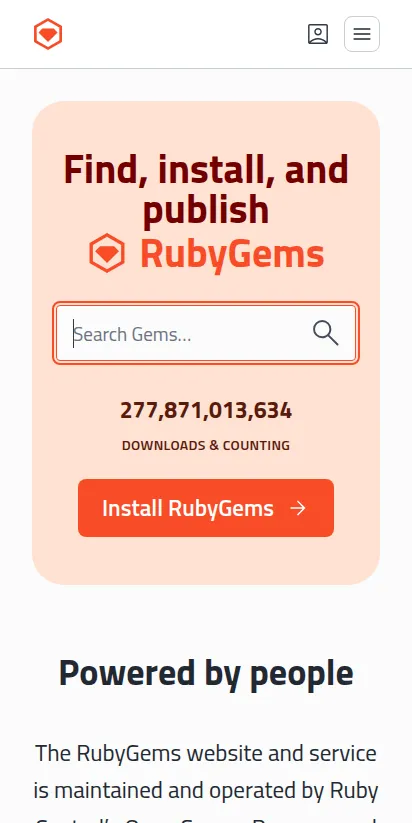 Find, install, and
publish
RubyGems
Search Gems…
277,871,013,634
DOWNLOADS & COUNTING
Install RubyGems
Powered by people
The RubyGems website and service
is maintained and operated by Ruby